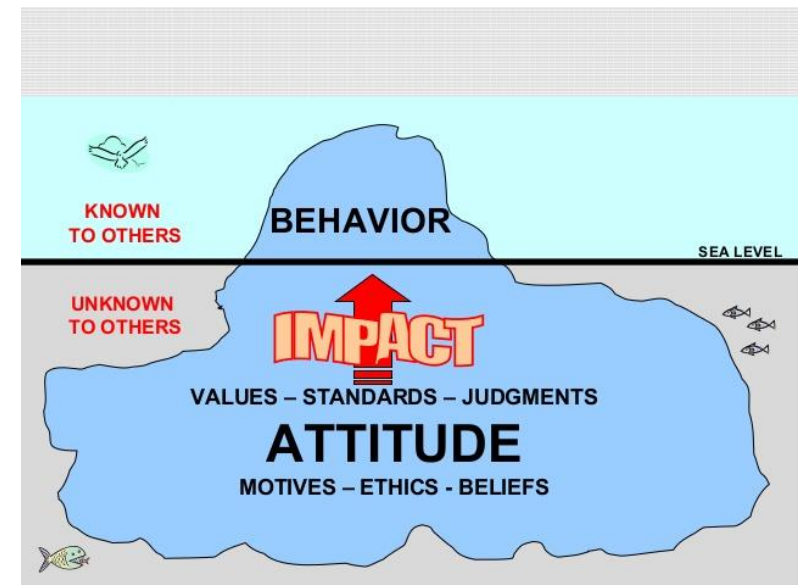 KNOWN
TO OTHERS
BEHAVIOR
SEA LEVEL
UNKNOWN
TO OTHERS
IMPACT
VALUES – STANDARDS – JUDGMENTS
ATTITUDE
MOTIVES – ETHICS - BELIEFS